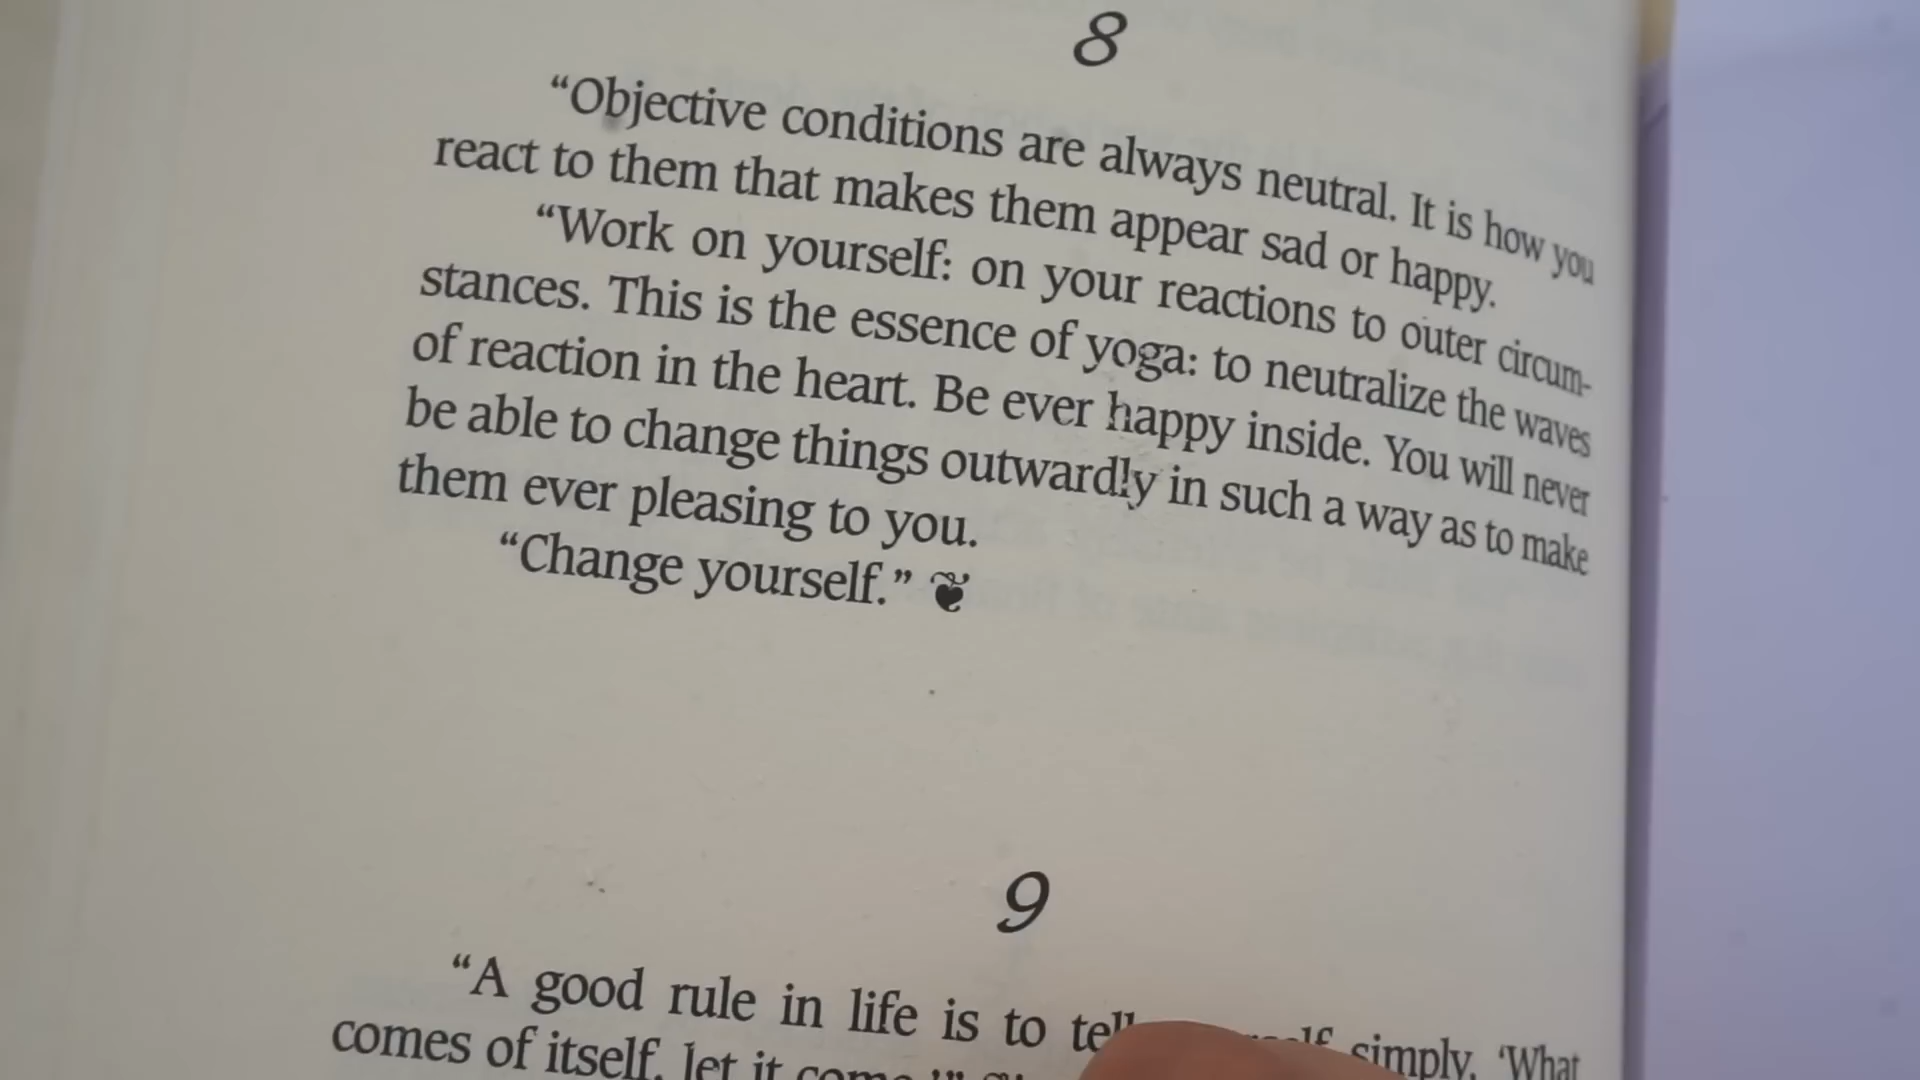 8
“Objective conditions are always neutral. It is how you
react to them that makes them appear sad or happy.
“Work on yourself: on your reactions to outer circum-
stances. This is the essence of yoga: to neutralize the waves
of reaction in the heart. Be ever happy inside. You will never
be able to change things outwardly in such a way as to make
them ever pleasing to you.
“Change yourself.”
9
“A good rule in life is to tell simply, ‘What
comes of itself, let it come.’”